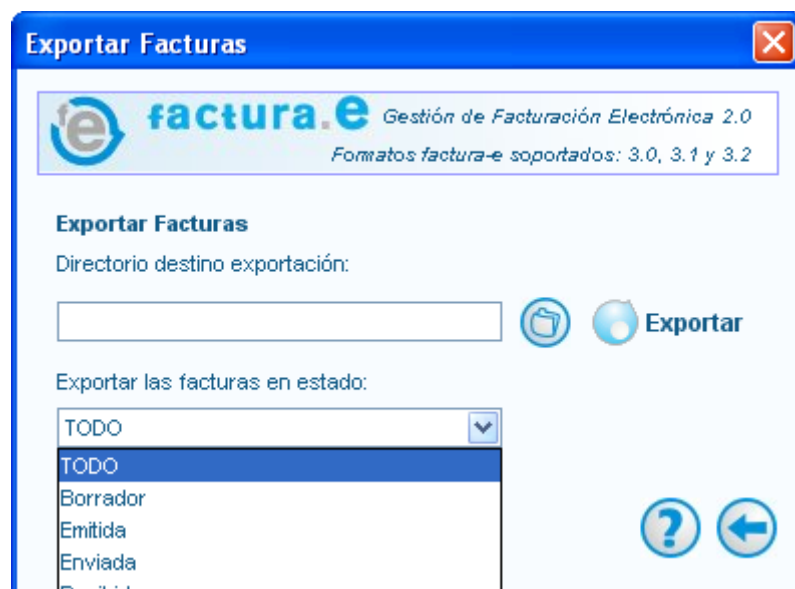 Exportar Facturas
fe factura.e Gestión de Facturación Electrónica 2.0
Formatos factura-e soportados: 3.0, 3.1 y 3.2
Exportar Facturas
Directorio destino exportación:
Exportar
Exportar las facturas en estado:
TODO
TODO
Borrador
Emitida
Enviada